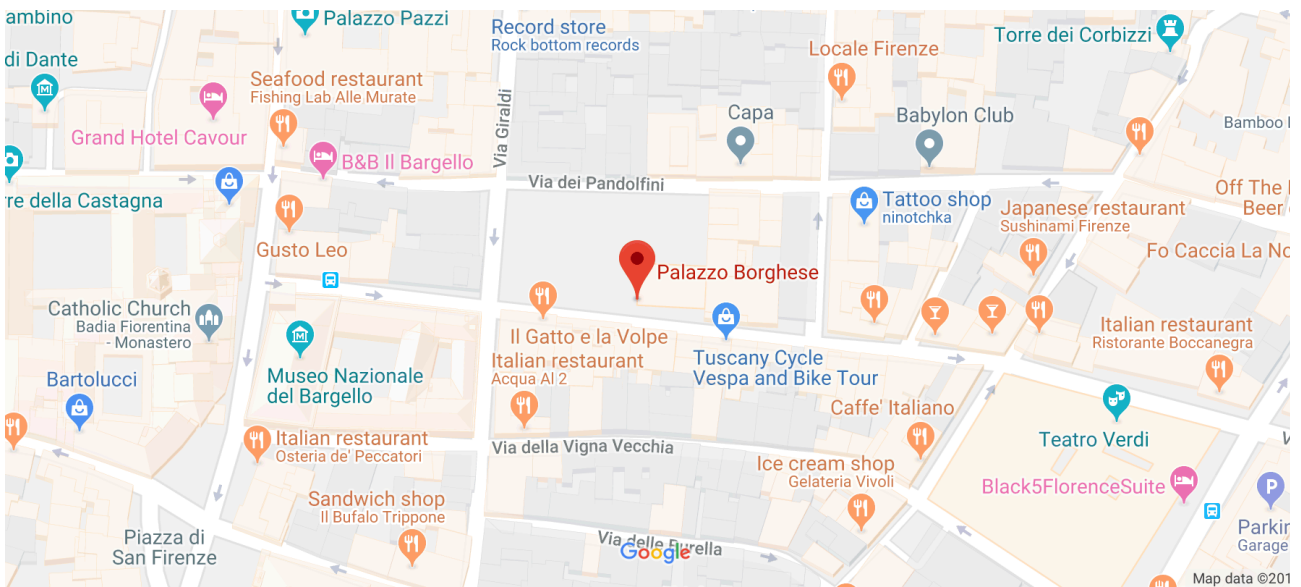 ambino
Palazzo Pazzi
Record store
Rock bottom records
Locale Firenze
Torre dei Corbizzi
di Dante
Seafood restaurant
Fishing Lab Alle Murate
Grand Hotel Cavour
Via Giraldi
Capa
Babylon Club
Bamboo
B&B Il Bargello
Via dei Pandolfini
re della Castagna
Tattoo shop
ninotchka
Japanese restaurant
Sushinami Firenze
Off The
Beer
Gusto Leo
Palazzo Borghese
Fo Caccia La No
Catholic Church
Badia Fiorentina
- Monastero
Il Gatto e la Volpe
Italian restaurant
Acqua Al 2
Tuscany Cycle
Vespa and Bike Tour
Italian restaurant
Ristorante Boccanegra
Bartolucci
Museo Nazionale
del Bargello
Caffe' Italiano
Teatro Verdi
Italian restaurant
Osteria de' Peccatori
Via della Vigna Vecchia
Ice cream shop
Gelateria Vivoli
Black5FlorenceSuite
Sandwich shop
Il Bufalo Trippone
P
Parkin
Garage
Piazza di
San Firenze
Via delle
Google
Map data ©201